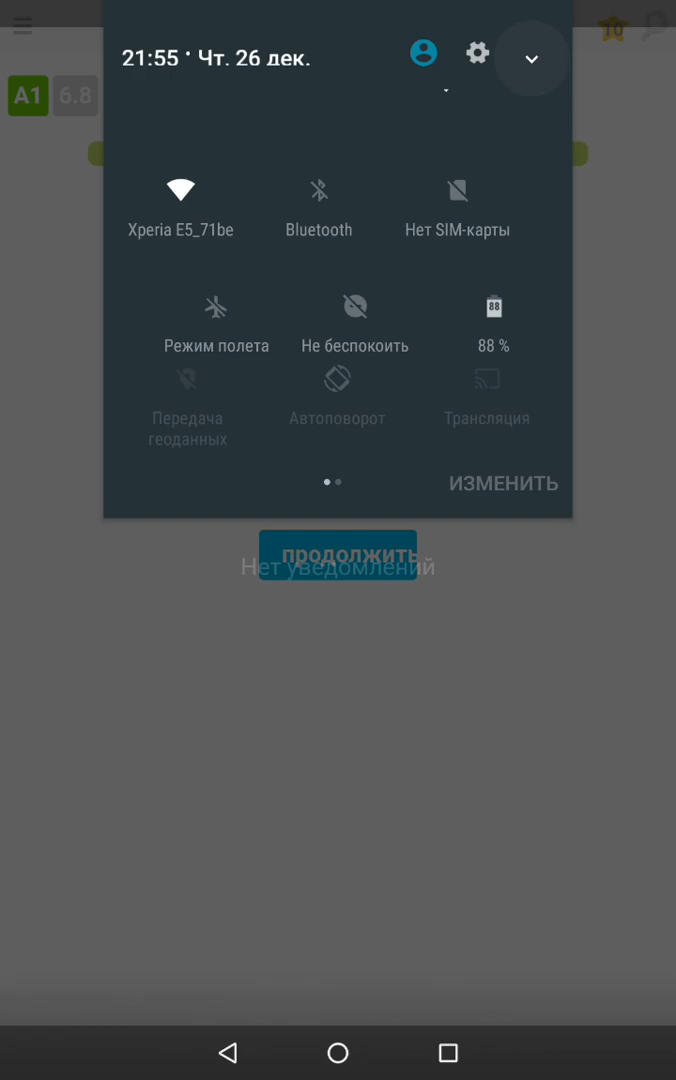 10
21:55 • Чт, 26 дек.
A1 6.8
Xperia E5_71be Bluetooth Нет SIM-карты
88
Режим полета Не беспокоить 88 %
Передача Автоповорот Трансляция
геоданных
ИЗМЕНИТЬ
продолжить
Нет уведомлений